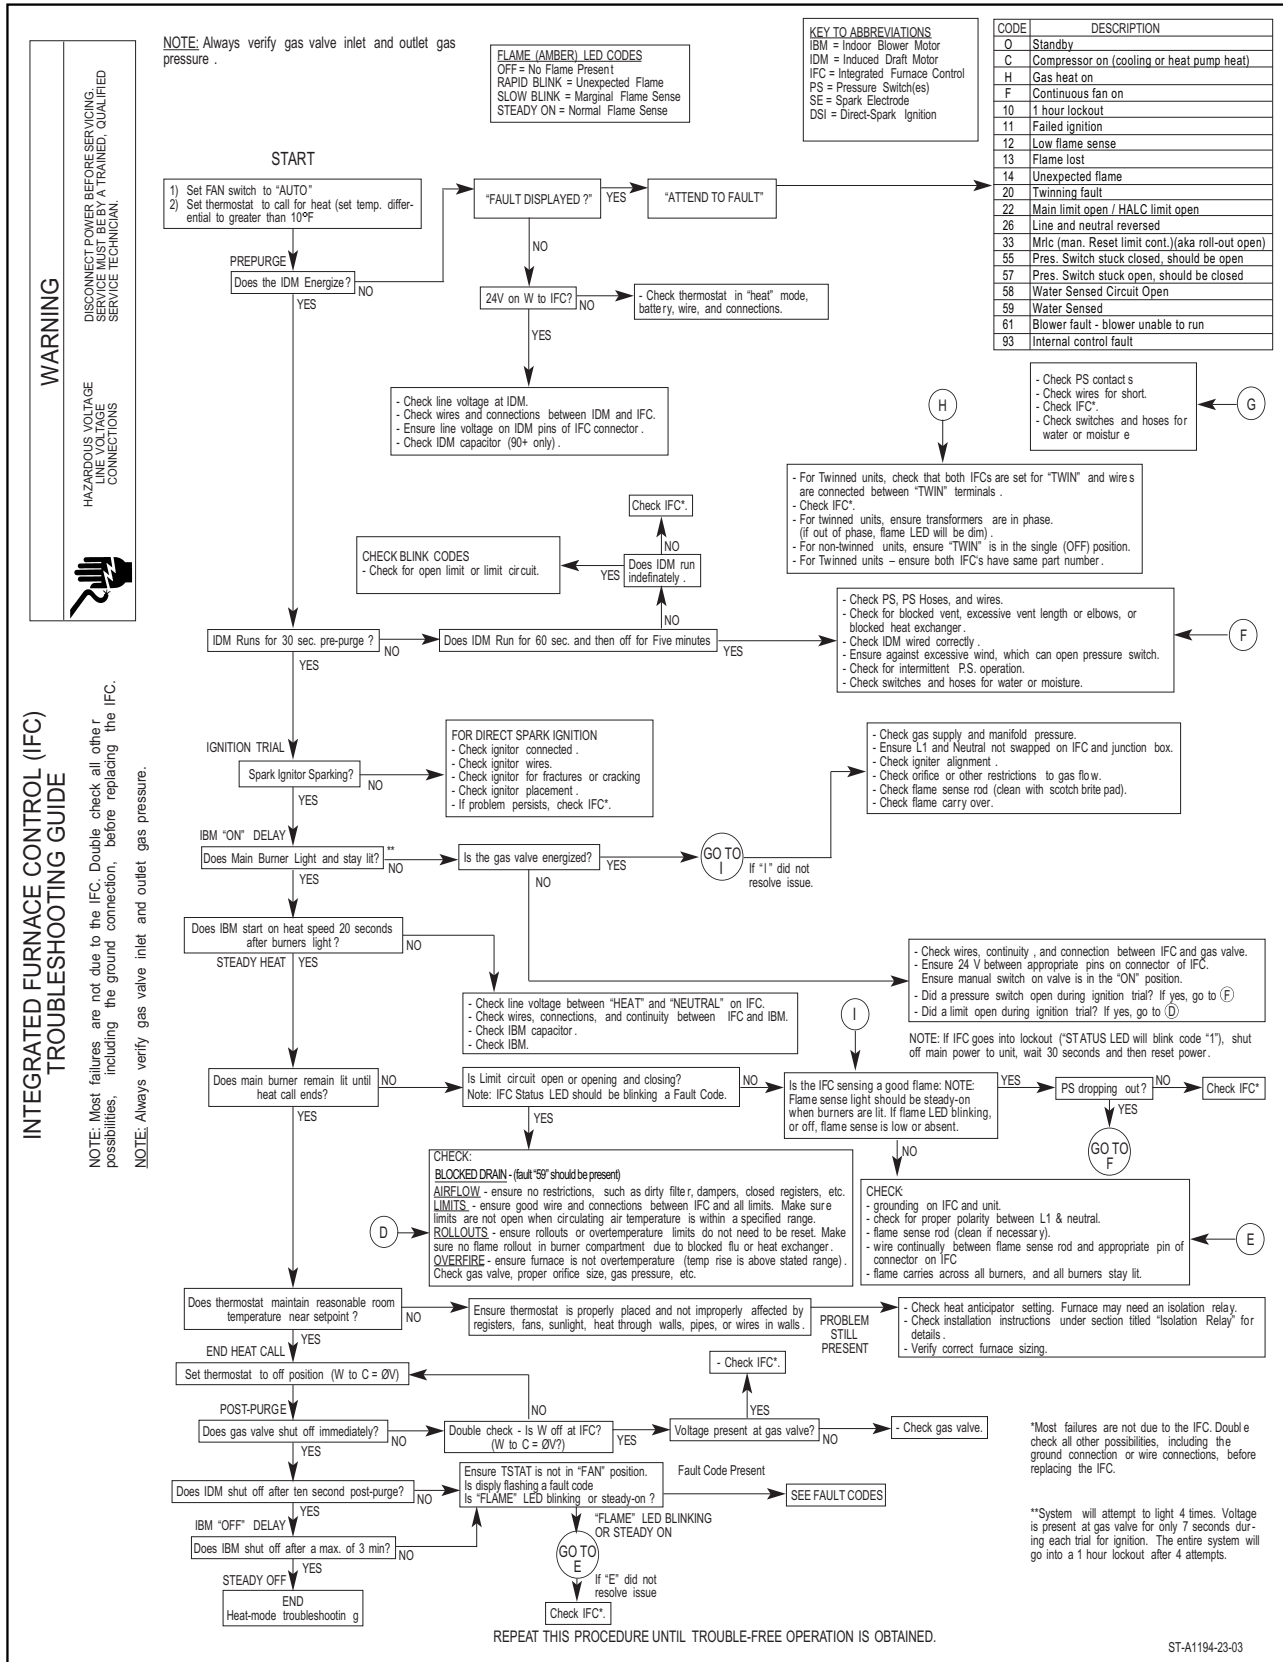 INTEGRATED FURNACE CONTROL (IFC)
TROUBLESHOOTING GUIDE
NOTE: Most failures are not due to the IFC. Double check all other
possibilities, including the ground connection, before replacing the IFC.
NOTE: Always verify gas valve inlet and outlet gas pressure.
WARNING
HAZARDOUS VOLTAGE
LINE VOLTAGE
CONNECTIONS
DISCONNECT POWER BEFORE SERVICING.
SERVICE MUST BE BY A TRAINED, QUALIFIED
SERVICE TECHNICIAN.
NOTE: Always verify gas valve inlet and outlet gas
pressure .
FLAME (AMBER) LED CODES
OFF = No Flame Present
RAPID BLINK = Unexpected Flame
SLOW BLINK = Marginal Flame Sense
STEADY ON = Normal Flame Sense
KEY TO ABBREVIATIONS
IBM = Indoor Blower Motor
IDM = Induced Draft Motor
IFC = Integrated Furnace Control
PS = Pressure Switch(es)
SE = Spark Electrode
DSI = Direct-Spark Ignition
CODE DESCRIPTION
O Standby
C Compressor on (cooling or heat pump heat)
H Gas heat on
F Continuous fan on
10 1 hour lockout
11 Failed ignition
12 Low flame sense
13 Flame lost
14 Unexpected flame
20 Twinning fault
22 Main limit open / HALC limit open
26 Line and neutral reversed
33 Mrlc (man. Reset limit cont.)(aka roll-out open)
55 Pres. Switch stuck closed, should be open
57 Pres. Switch stuck open, should be closed
58 Water Sensed Circuit Open
59 Water Sensed
61 Blower fault - blower unable to run
93 Internal control fault
START
1) Set FAN switch to “AUTO”
2) Set thermostat to call for heat (set temp. differ-
ential to greater than 10°F
“FAULT DISPLAYED ?”
YES
“ATTEND TO FAULT”
NO
PREPURGE
Does the IDM Energize?
NO
YES
24V on W to IFC?
NO
- Check thermostat in “heat” mode,
battery, wire, and connections.
YES
- Check line voltage at IDM.
- Check wires and connections between IDM and IFC.
- Ensure line voltage on IDM pins of IFC connector .
- Check IDM capacitor (90+ only) .
- Check PS contact s
- Check wires for short.
- Check IFC*.
- Check switches and hoses for
water or moistur e
G
H
- For Twinned units, check that both IFCs are set for “TWIN” and wire s
are connected between “TWIN” terminals .
- Check IFC*.
- For twinned units, ensure transformers are in phase.
(if out of phase, flame LED will be dim) .
- For non-twinned units, ensure “TWIN” is in the single (OFF) position.
- For Twinned units – ensure both IFC's have same part number .
Check IFC*.
NO
CHECK BLINK CODES
- Check for open limit or limit cir cuit.
YES
Does IDM run
indefinately .
NO
IDM Runs for 30 sec. pre-purge ?
NO
YES
Does IDM Run for 60 sec. and then off for Five minutes
YES
- Check PS, PS Hoses, and wires.
- Check for blocked vent, excessive vent length or elbows, or
blocked heat exchanger .
- Check IDM wired correctly .
- Ensure against excessive wind, which can open pressure switch.
- Check for intermittent P.S. operation.
- Check switches and hoses for water or moisture.
F
IGNITION TRIAL
Spark Ignitor Sparking?
NO
YES
FOR DIRECT SPARK IGNITION
- Check ignitor connected .
- Check ignitor wires.
- Check ignitor for fractures or cracking
- Check ignitor placement .
- If problem persists, check IFC*.
- Check gas supply and manifold pressure.
- Ensure L1 and Neutral not swapped on IFC and junction box.
- Check igniter alignment .
- Check orifice or other restrictions to gas flow.
- Check flame sense rod (clean with scotch brite pad).
- Check flame carry over.
IBM “ON” DELAY
Does Main Burner Light and stay lit?
**
NO
YES
Is the gas valve energized?
YES
NO
GO TO
I
If “I” did not
resolve issue.
Does IBM start on heat speed 20 seconds
after burners light ?
NO
STEADY HEAT YES
- Check line voltage between “HEAT” and “NEUTRAL” on IFC.
- Check wires, connections, and continuity between IFC and IBM.
- Check IBM capacitor .
- Check IBM.
- Check wires, continuity , and connection between IFC and gas valve.
- Ensure 24 V between appropriate pins on connector of IFC.
Ensure manual switch on valve is in the “ON” position.
- Did a pressure switch open during ignition trial? If yes, go to F
- Did a limit open during ignition trial? If yes, go to D
NOTE: If IFC goes into lockout (“STATUS LED will blink code “1”), shut
off main power to unit, wait 30 seconds and then reset power .
I
Does main burner remain lit until
heat call ends?
NO
YES
Is Limit circuit open or opening and closing?
Note: IFC Status LED should be blinking a Fault Code.
NO
YES
Is the IFC sensing a good flame: NOTE:
Flame sense light should be steady-on
when burners are lit. If flame LED blinking,
or off, flame sense is low or absent.
YES
NO
PS dropping out?
NO
Check IFC*
YES
GO TO
F
CHECK:
BLOCKED DRAIN - (fault “59” should be present)
AIRFLOW - ensure no restrictions, such as dirty filter, dampers, closed registers, etc.
LIMITS - ensure good wire and connections between IFC and all limits. Make sure
limits are not open when circulating air temperature is within a specified range.
ROLLOUTS - ensure rollouts or overtemperature limits do not need to be reset. Make
sure no flame rollout in burner compartment due to blocked flu or heat exchanger .
OVERFIRE - ensure furnace is not overtemperature (temp rise is above stated range) .
Check gas valve, proper orifice size, gas pressure, etc.
D
CHECK:
- grounding on IFC and unit.
- check for proper polarity between L1 & neutral.
- flame sense rod (clean if necessar y).
- wire continually between flame sense rod and appropriate pin of
connector on IFC
- flame carries across all burners, and all burners stay lit.
E
Does thermostat maintain reasonable room
temperature near setpoint ?
NO
YES
Ensure thermostat is properly placed and not improperly affected by
registers, fans, sunlight, heat through walls, pipes, or wires in walls .
PROBLEM
STILL
PRESENT
- Check heat anticipator setting. Furnace may need an isolation relay.
- Check installation instructions under section titled “Isolation Relay” for
details .
- Verify correct furnace sizing.
END HEAT CALL
Set thermostat to off position (W to C = ØV)
- Check IFC*.
POST-PURGE
NO
YES
Does gas valve shut off immediately?
NO
YES
Double check - Is W off at IFC?
(W to C = ØV?)
YES
Voltage present at gas valve?
NO
- Check gas valve.
Does IDM shut off after ten second post-purge?
NO
YES
Ensure TSTAT is not in “FAN” position.
Is disply flashing a fault code
Is “FLAME” LED blinking or steady-on ?
Fault Code Present
SEE FAULT CODES
“FLAME” LED BLINKING
OR STEADY ON
IBM “OFF” DELAY
Does IBM shut off after a max. of 3 min?
NO
YES
GO TO
E
If “E” did not
resolve issue
Check IFC*.
STEADY OFF
END
Heat-mode troubleshootin g
*Most failures are not due to the IFC. Doubl e
check all other possibilities, including the
ground connection or wire connections, before
replacing the IFC.
**System will attempt to light 4 times. Voltage
is present at gas valve for only 7 seconds dur-
ing each trial for ignition. The entire system will
go into a 1 hour lockout after 4 attempts.
REPEAT THIS PROCEDURE UNTIL TROUBLE-FREE OPERATION IS OBTAINED.
ST-A1194-23-03